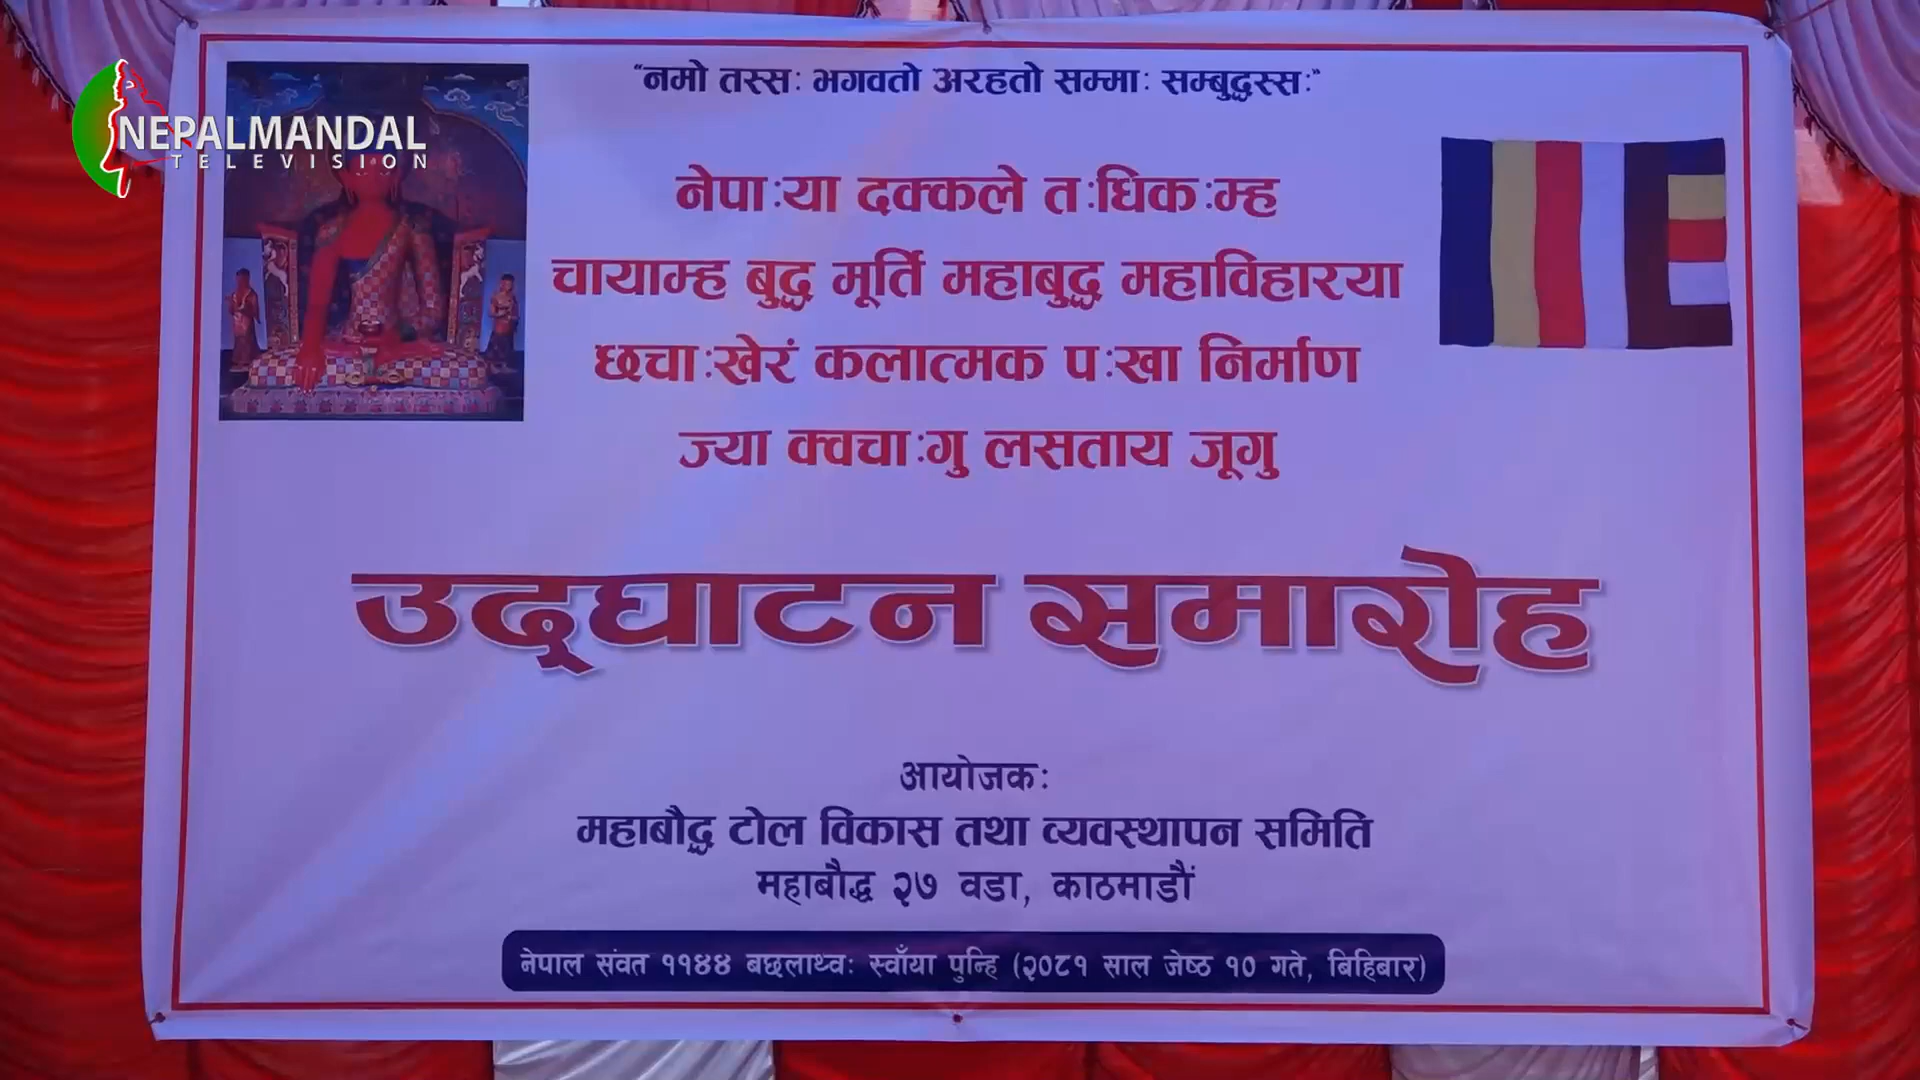 NEPALMANDAL
TELEVISION
"नमो तस्सः भगवतो अरहतो सम्माः सम्बुद्धस्सः"
नेपाःया दक्कले तःधिकःम्ह
चायाम्ह बुद्ध मूर्ति महाबुद्ध महाविहारया
छचाःखेरं कलात्मक पःखा निर्माण
ज्या क्वचाःगु लसताय जूगु
उद्घाटन समारोह
आयोजकः
महाबौद्ध टोल विकास तथा व्यवस्थापन समिति
महाबौद्ध २७ वडा, काठमाडौं
नेपाल संवत ११४४ बछलाथ्वः स्वाँया पुन्हि (२०८१ साल जेष्ठ १० गते, बिहिबार)